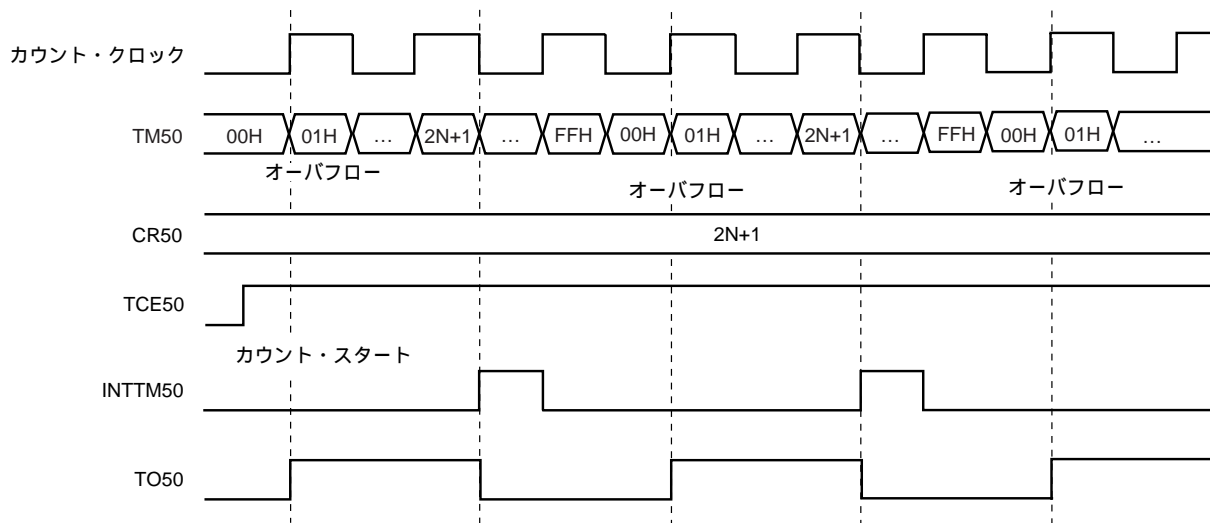 カウント・クロック
TM50 00H 01H … 2N+1 … FFH 00H 01H … 2N+1 … FFH 00H 01H …
オーバフロー オーバフロー オーバフロー
CR50 2N+1
TCE50
カウント・スタート
INTTM50
TO50